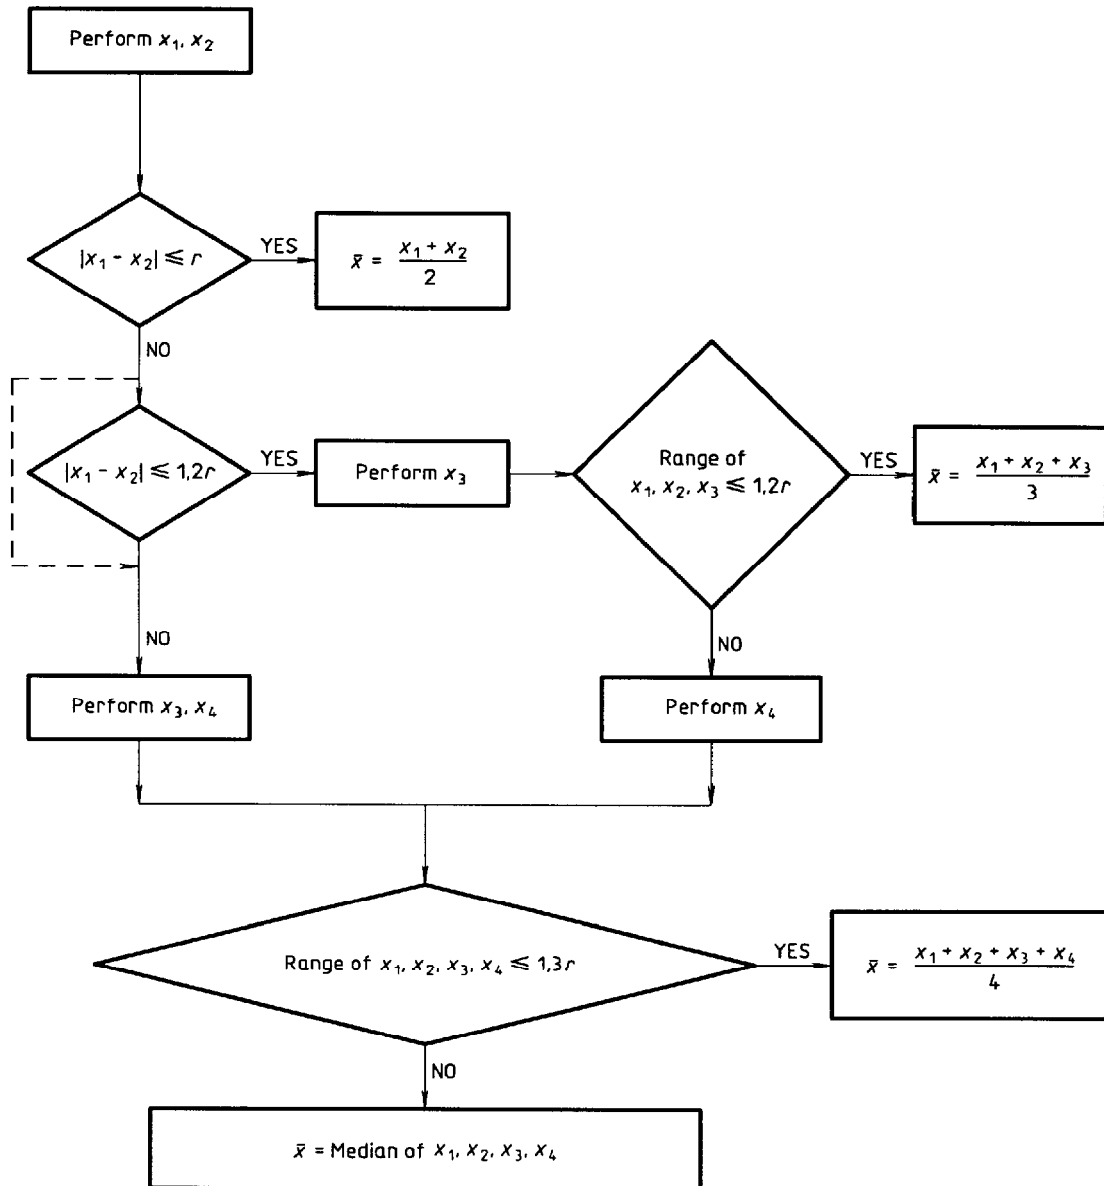 Perform x₁, x₂
|x₁ - x₂| ≤ r
YES
x̄ = x₁ + x₂
2
NO
|x₁ - x₂| ≤ 1,2r
YES
Perform x₃
Range of
x₁, x₂, x₃ ≤ 1,2r
YES
x̄ = x₁ + x₂ + x₃
3
NO
NO
Perform x₃, x₄
Perform x₄
Range of x₁, x₂, x₃, x₄ ≤ 1,3r
YES
x̄ = x₁ + x₂ + x₃ + x₄
4
NO
x̄ = Median of x₁, x₂, x₃, x₄